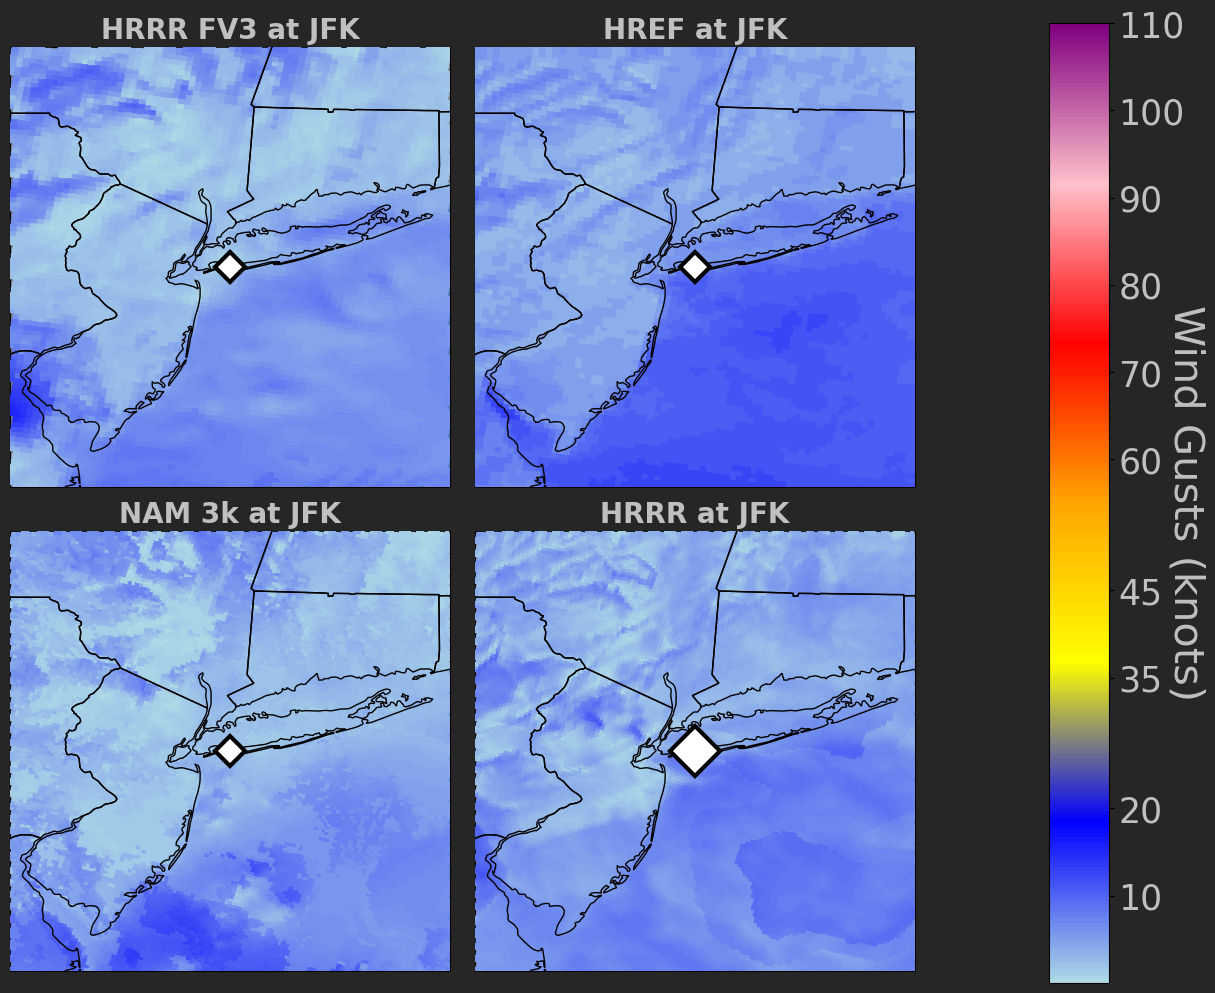 HRRR FV3 at JFK
HREF at JFK
NAM 3k at JFK
HRRR at JFK
110
100
90
80
70
60
45
35
20
10
Wind Gusts (knots)